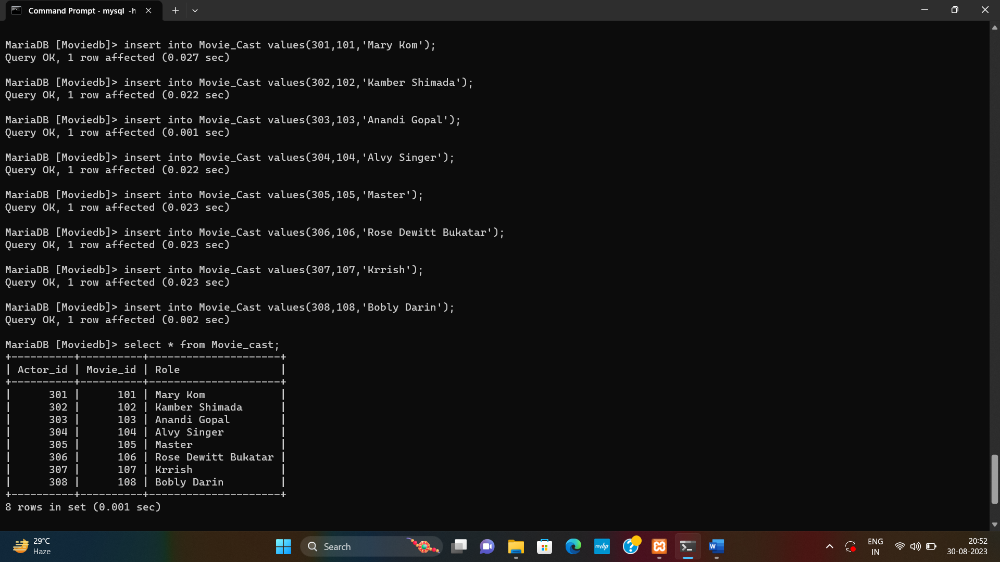 Command Prompt - mysql  -h
MariaDB [Moviedb]> insert into Movie_Cast values(301,101,'Mary Kom');
Query OK, 1 row affected (0.027 sec)
MariaDB [Moviedb]> insert into Movie_Cast values(302,102,'Kamber Shimada');
Query OK, 1 row affected (0.022 sec)
MariaDB [Moviedb]> insert into Movie_Cast values(303,103,'Anandi Gopal');
Query OK, 1 row affected (0.001 sec)
MariaDB [Moviedb]> insert into Movie_Cast values(304,104,'Alvy Singer');
Query OK, 1 row affected (0.022 sec)
MariaDB [Moviedb]> insert into Movie_Cast values(305,105,'Master');
Query OK, 1 row affected (0.023 sec)
MariaDB [Moviedb]> insert into Movie_Cast values(306,106,'Rose Dewitt Bukatar');
Query OK, 1 row affected (0.023 sec)
MariaDB [Moviedb]> insert into Movie_Cast values(307,107,'Krrish');
Query OK, 1 row affected (0.023 sec)
MariaDB [Moviedb]> insert into Movie_Cast values(308,108,'Bobly Darin');
Query OK, 1 row affected (0.002 sec)
MariaDB [Moviedb]> select * from Movie_cast;
+----------+----------+---------------------+
| Actor_id | Movie_id | Role                |
+----------+----------+---------------------+
|      301 |      101 | Mary Kom            |
|      302 |      102 | Kamber Shimada      |
|      303 |      103 | Anandi Gopal        |
|      304 |      104 | Alvy Singer         |
|      305 |      105 | Master              |
|      306 |      106 | Rose Dewitt Bukatar |
|      307 |      107 | Krrish              |
|      308 |      108 | Bobly Darin         |
+----------+----------+---------------------+
8 rows in set (0.001 sec)
29°C
Haze
Search
myhp
W
ENG
IN
20:52
30-08-2023